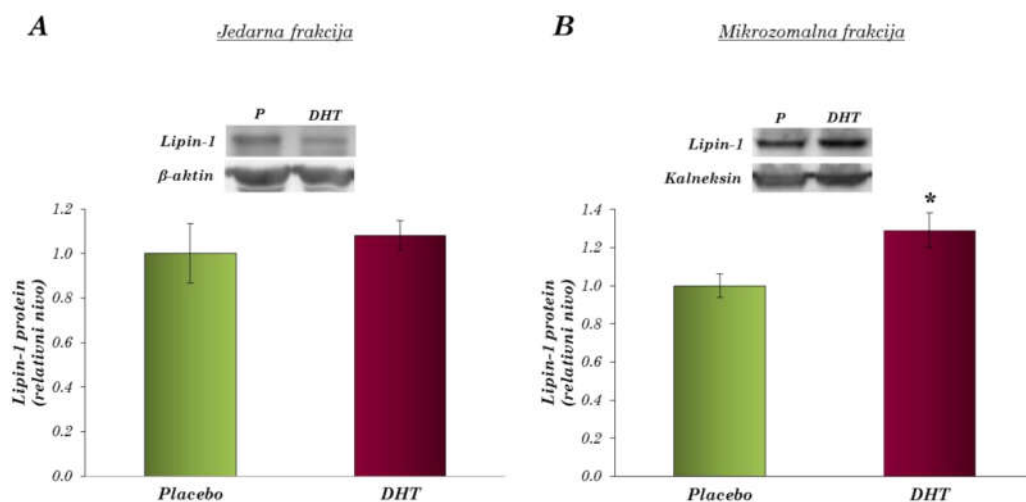 A
Jedarna frakcija
P DHT
Lipin-1
β-aktin
1.2
1.0
0.8
0.6
0.4
0.2
0.0
Lipin-1 protein
(relativni nivo)
Placebo DHT
B
Mikrozomalna frakcija
P DHT
Lipin-1
Kalneksin
1.4
*
1.2
1.0
0.8
0.6
0.4
0.2
0.0
Lipin-1 protein
(relativni nivo)
Placebo DHT